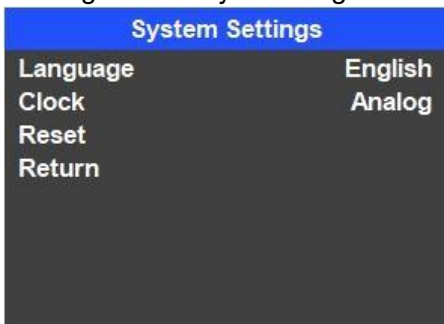 System Settings
Language English
Clock Analog
Reset
Return